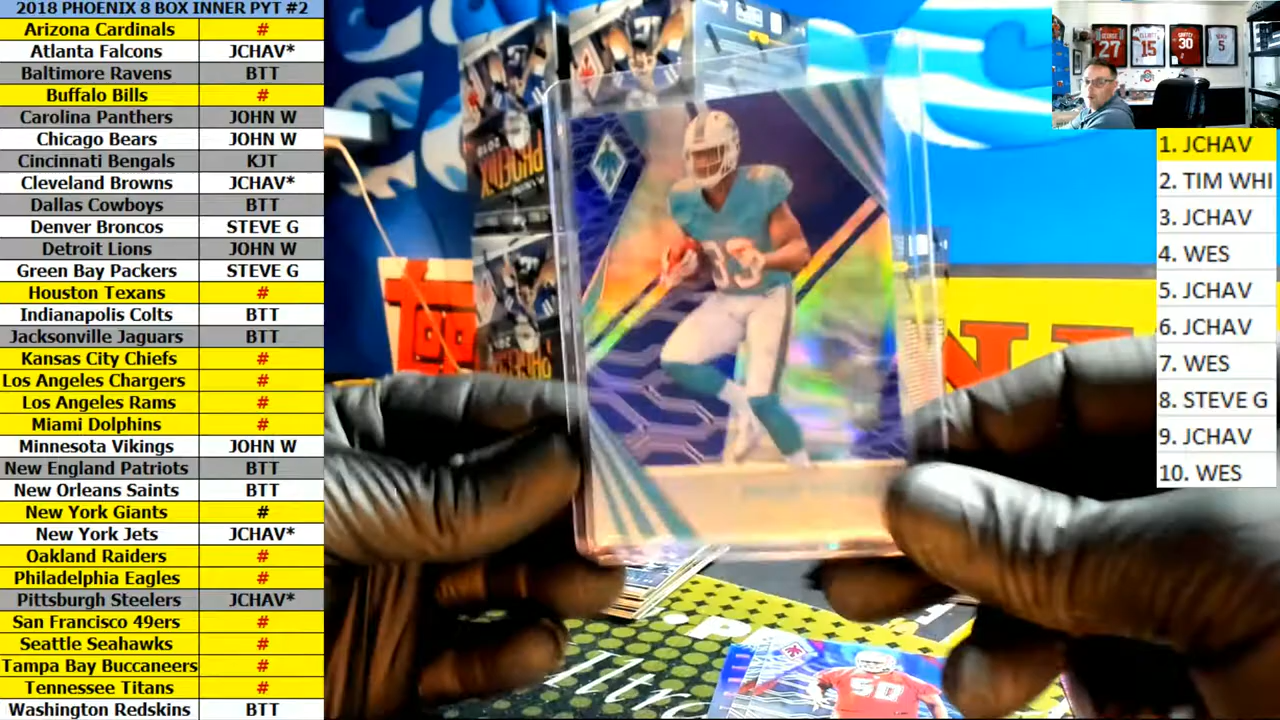 2018 PHOENIX 8 BOX INNER PYT #2
Arizona Cardinals #
Atlanta Falcons JCHAV*
Baltimore Ravens BTT
Buffalo Bills #
Carolina Panthers JOHN W
Chicago Bears JOHN W
Cincinnati Bengals KJT
Cleveland Browns JCHAV*
Dallas Cowboys BTT
Denver Broncos STEVE G
Detroit Lions JOHN W
Green Bay Packers STEVE G
Houston Texans #
Indianapolis Colts BTT
Jacksonville Jaguars BTT
Kansas City Chiefs #
Los Angeles Chargers #
Los Angeles Rams #
Miami Dolphins #
Minnesota Vikings JOHN W
New England Patriots BTT
New Orleans Saints BTT
New York Giants #
New York Jets JCHAV*
Oakland Raiders #
Philadelphia Eagles #
Pittsburgh Steelers JCHAV*
San Francisco 49ers #
Seattle Seahawks #
Tampa Bay Buccaneers #
Tennessee Titans #
Washington Redskins BTT
1. JCHAV
2. TIM WHI
3. JCHAV
4. WES
5. JCHAV
6. JCHAV
7. WES
8. STEVE G
9. JCHAV
10. WES
27
15
30
5
PHOENIX
33
50